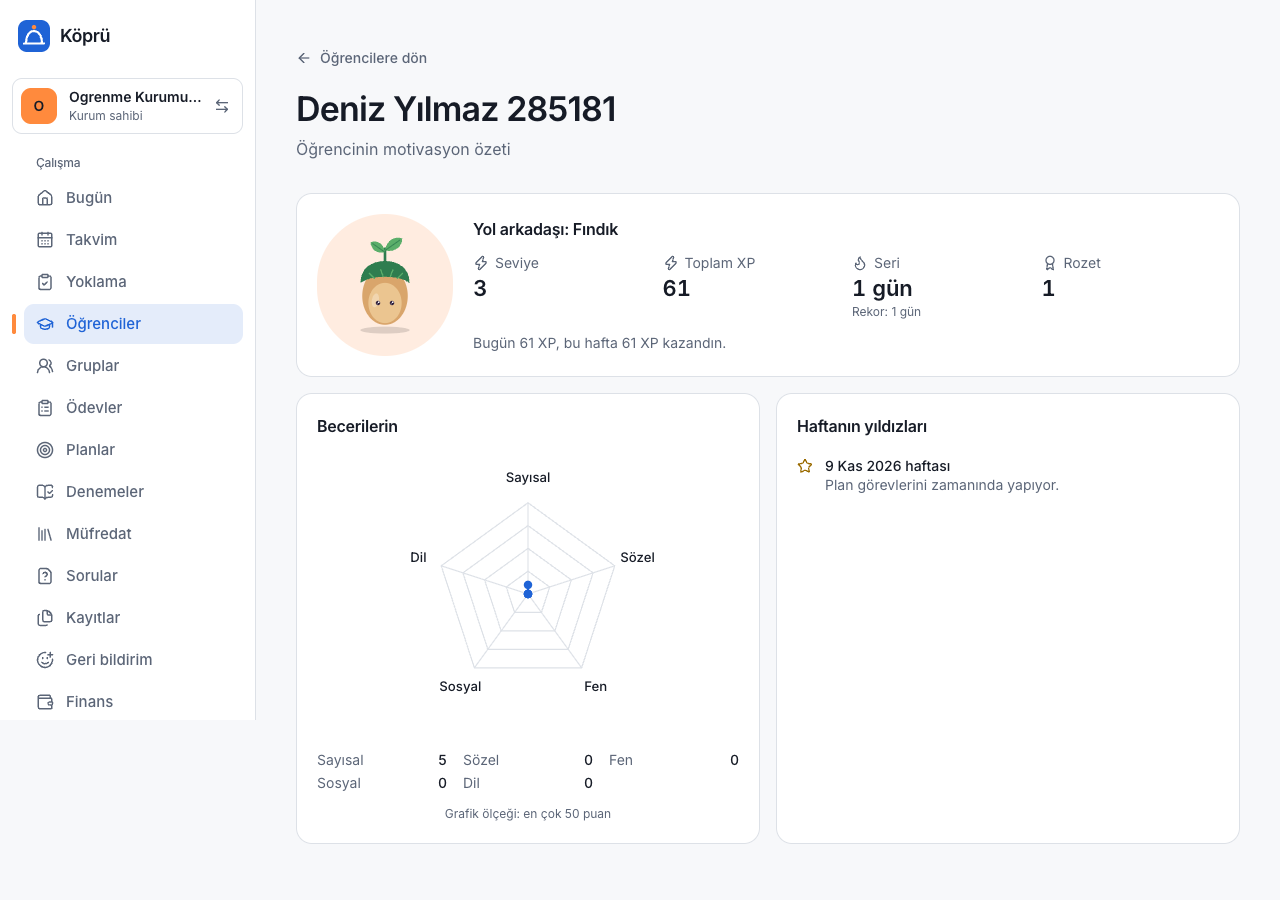 Köprü
O
Ogrenme Kurumu...
Kurum sahibi
Çalışma
Bugün
Takvim
Yoklama
Öğrenciler
Gruplar
Ödevler
Planlar
Denemeler
Müfredat
Sorular
Kayıtlar
Geri bildirim
Finans
Öğrencilere dön
Deniz Yılmaz 285181
Öğrencinin motivasyon özeti
Yol arkadaşı: Fındık
Seviye
3
Toplam XP
61
Seri
1 gün
Rekor: 1 gün
Rozet
1
Bugün 61 XP, bu hafta 61 XP kazandın.
Becerilerin
Sayısal
Dil
Sözel
Sosyal
Fen
Sayısal 5 Sözel 0 Fen 0
Sosyal 0 Dil 0
Grafik ölçeği: en çok 50 puan
Haftanın yıldızları
9 Kas 2026 haftası
Plan görevlerini zamanında yapıyor.